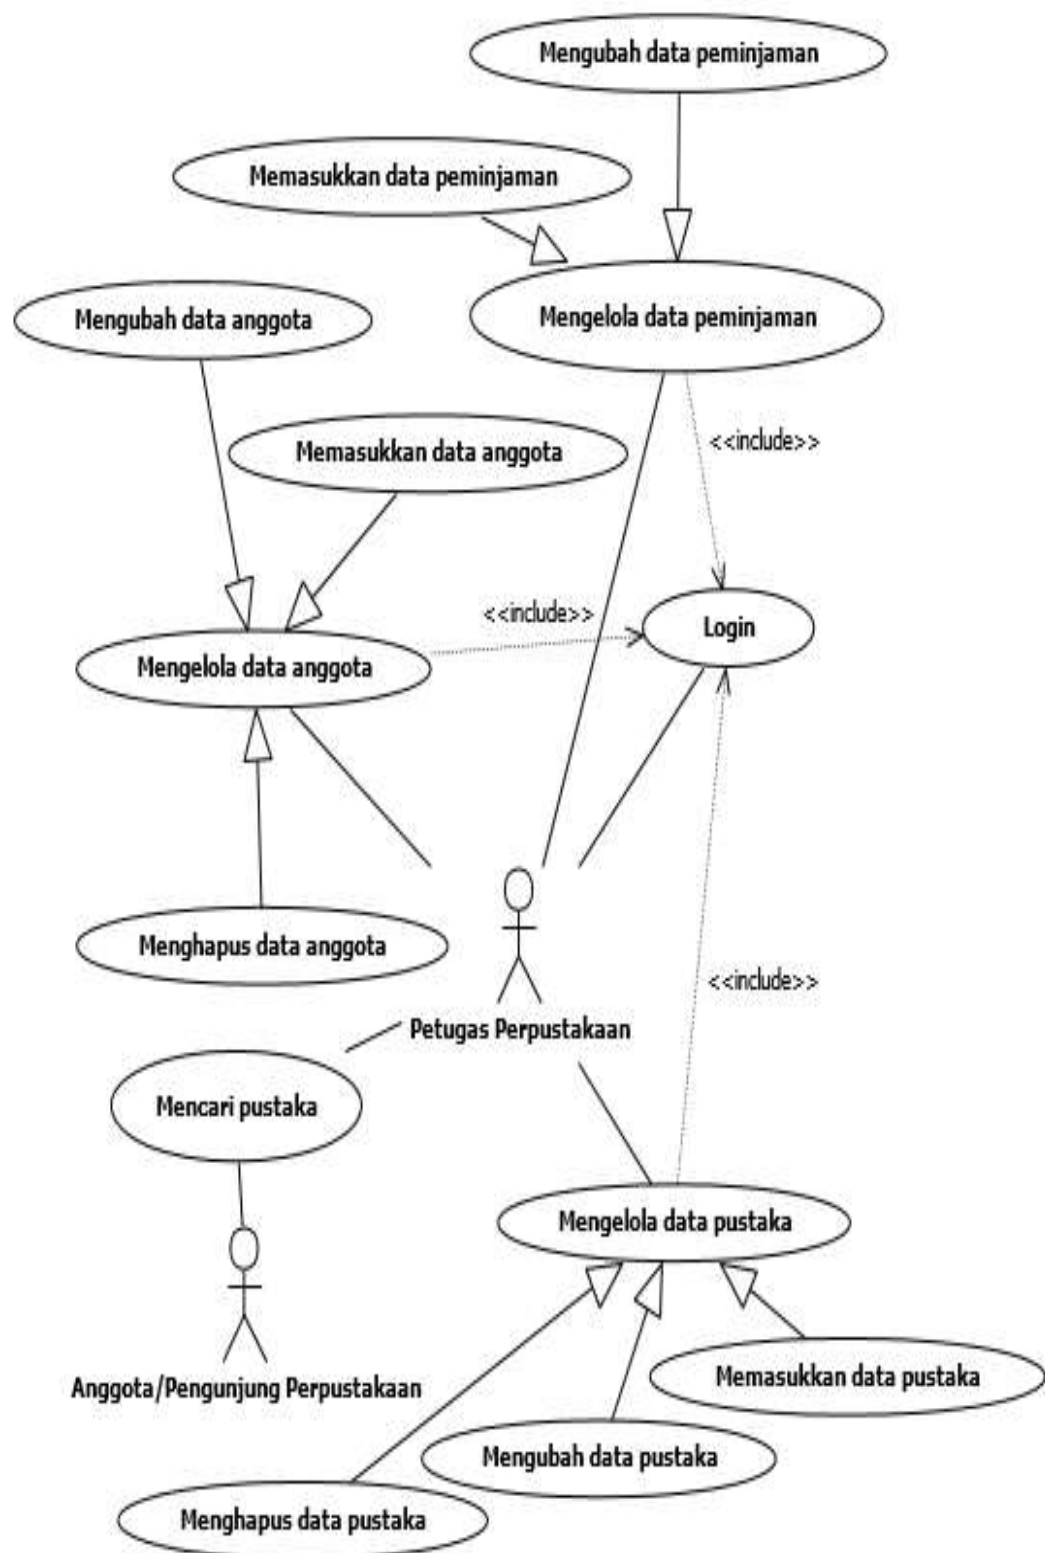 Mengubah data peminjaman
Memasukkan data peminjaman
Mengelola data peminjaman
Mengubah data anggota
<<include>>
Memasukkan data anggota
<<include>>
Login
Mengelola data anggota
Menghapus data anggota
<<include>>
Petugas Perpustakaan
Mencari pustaka
Mengelola data pustaka
Memasukkan data pustaka
Anggota/Pengunjung Perpustakaan
Mengubah data pustaka
Menghapus data pustaka